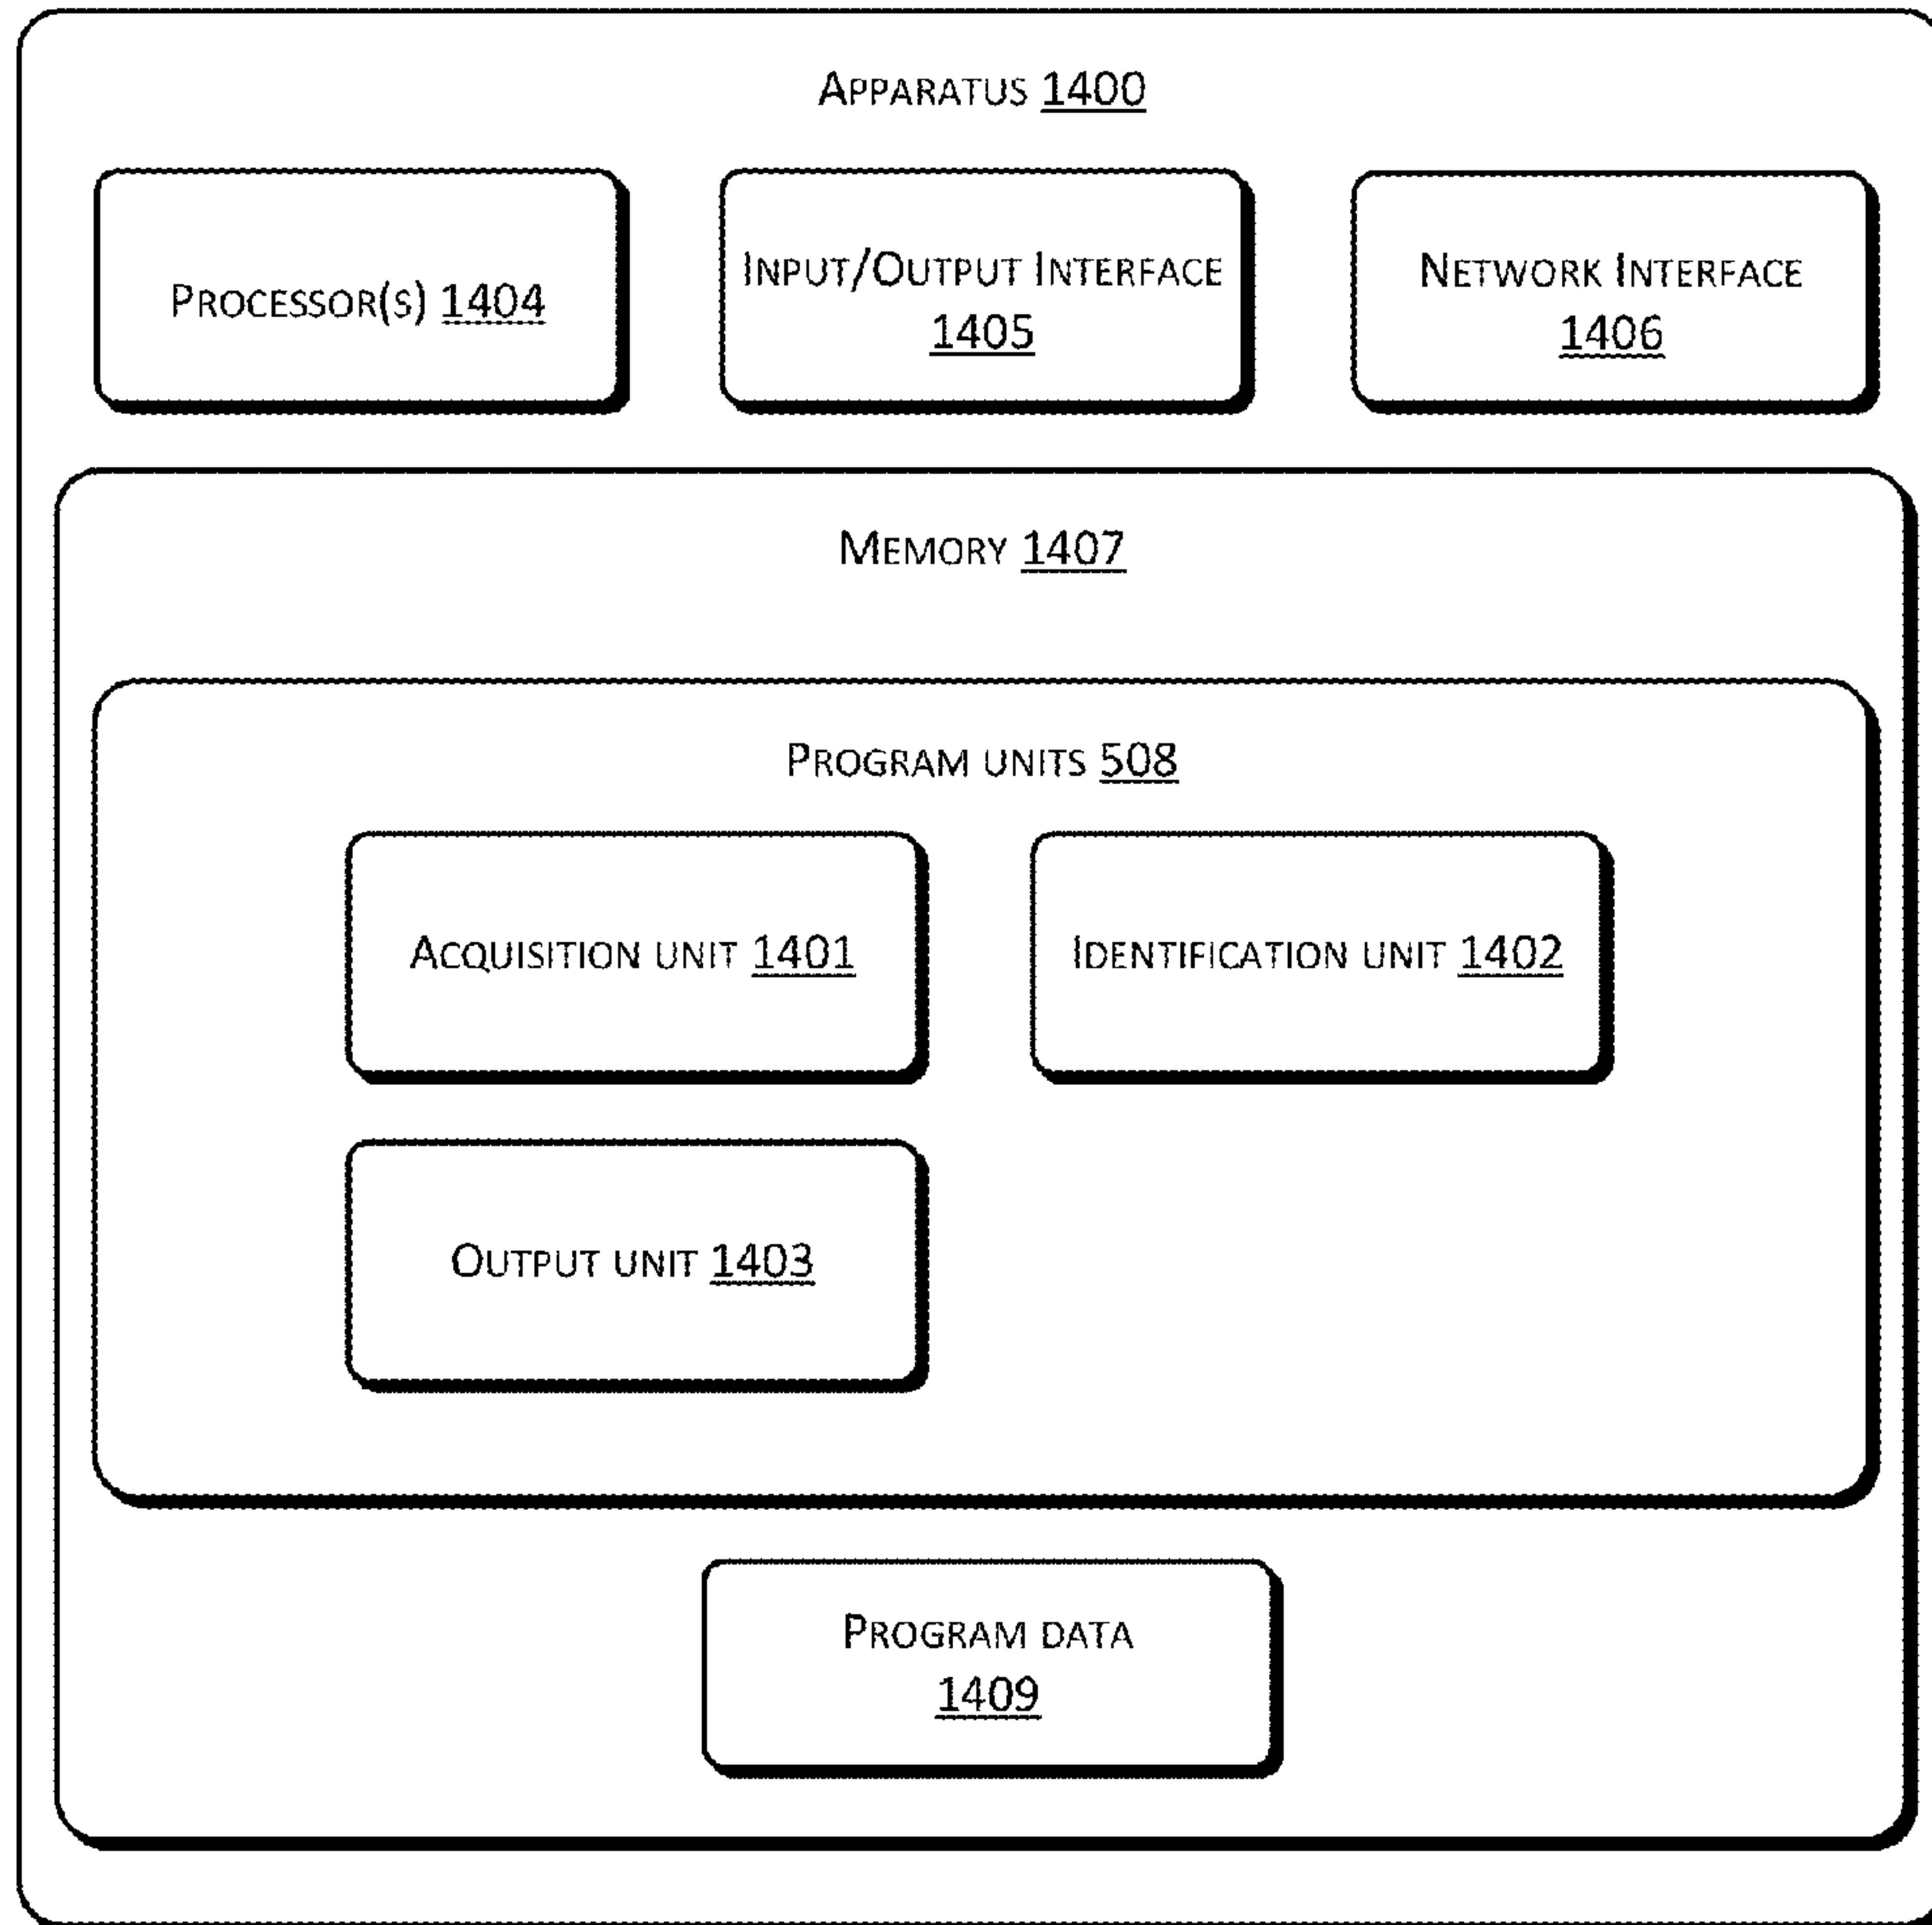 Apparatus 1400
Processor(s) 1404
Input/Output Interface
1405
Network Interface
1406
Memory 1407
Program units 508
Acquisition unit 1401
Identification unit 1402
Output unit 1403
Program data
1409